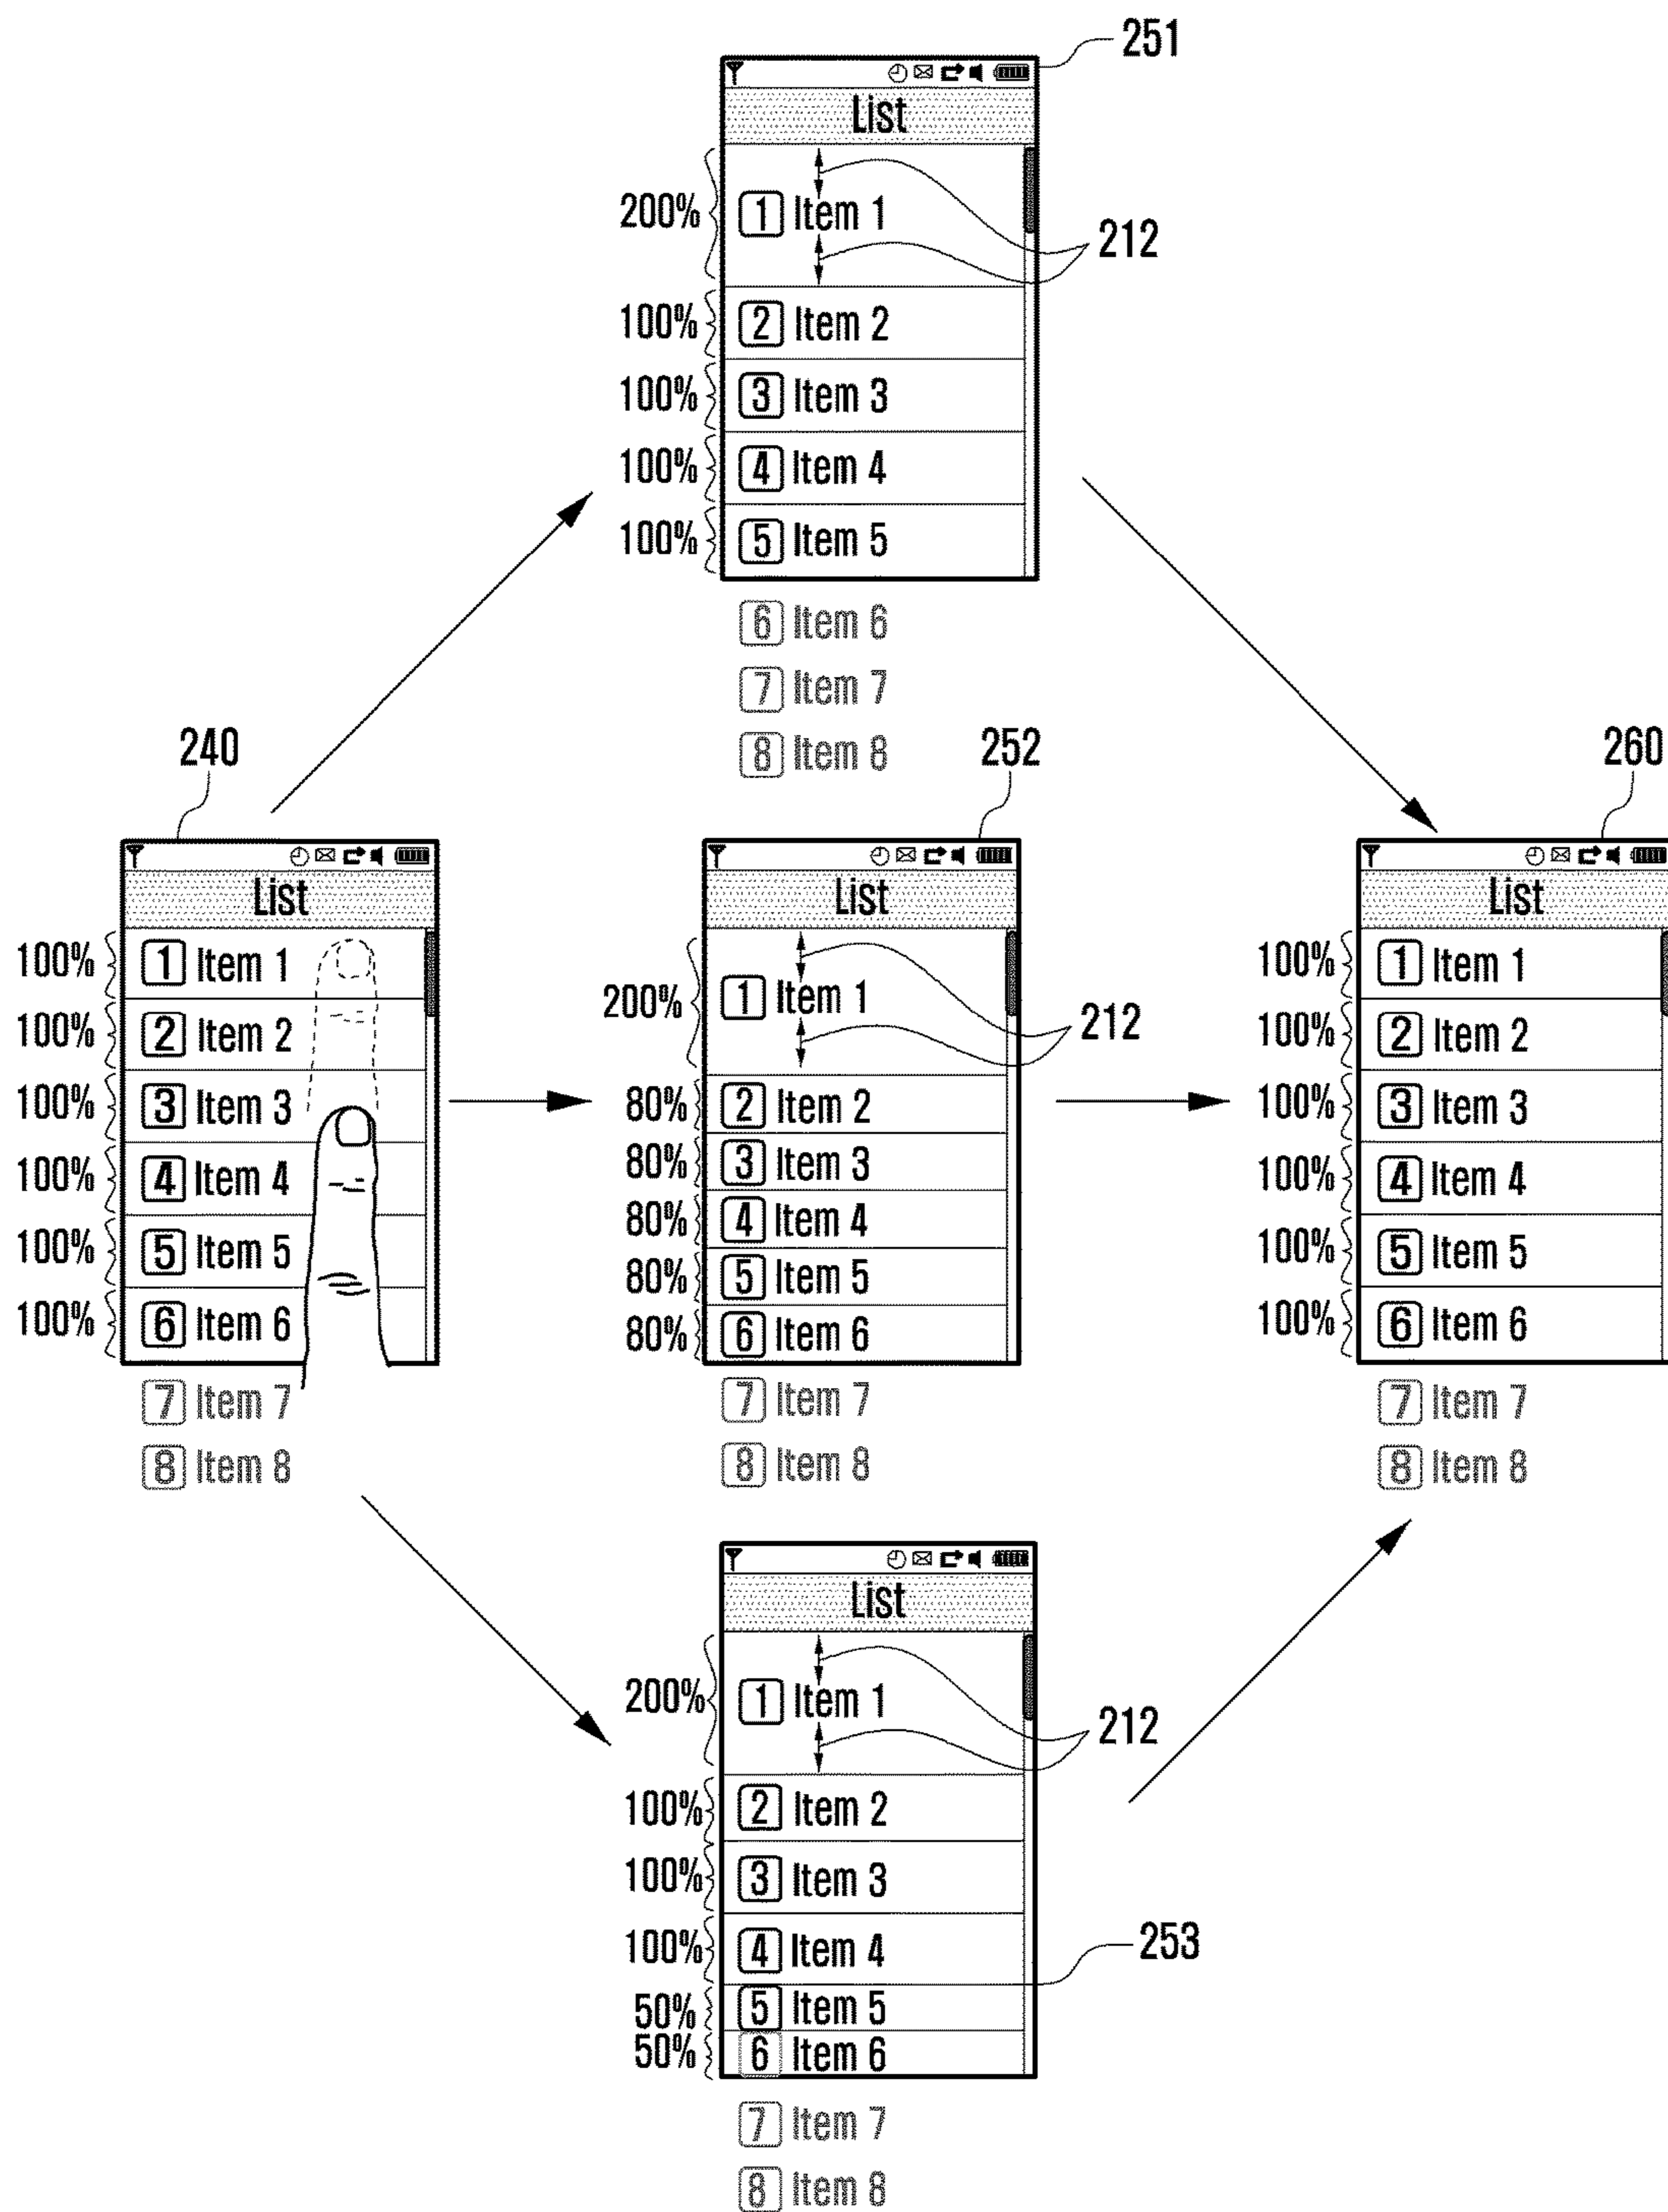 251
List
200% 1 Item 1
212
100% 2 Item 2
100% 3 Item 3
100% 4 Item 4
100% 5 Item 5
6 Item 6
7 Item 7
8 Item 8
240
List
100% 1 Item 1
100% 2 Item 2
100% 3 Item 3
100% 4 Item 4
100% 5 Item 5
100% 6 Item 6
7 Item 7
8 Item 8
252
List
200% 1 Item 1
212
80% 2 Item 2
80% 3 Item 3
80% 4 Item 4
80% 5 Item 5
80% 6 Item 6
7 Item 7
8 Item 8
260
List
100% 1 Item 1
100% 2 Item 2
100% 3 Item 3
100% 4 Item 4
100% 5 Item 5
100% 6 Item 6
7 Item 7
8 Item 8
List
200% 1 Item 1
212
100% 2 Item 2
100% 3 Item 3
100% 4 Item 4
253
50% 5 Item 5
50% 6 Item 6
7 Item 7
8 Item 8